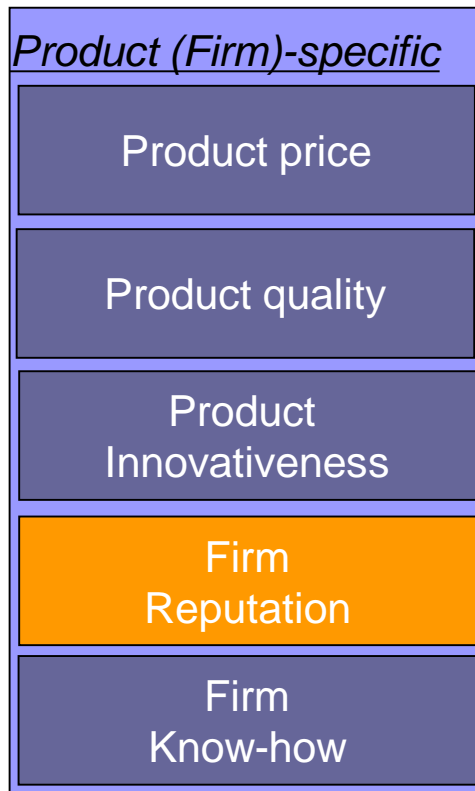 Product (Firm)-specific
Product price
Product quality
Product
Innovativeness
Firm
Reputation
Firm
Know-how